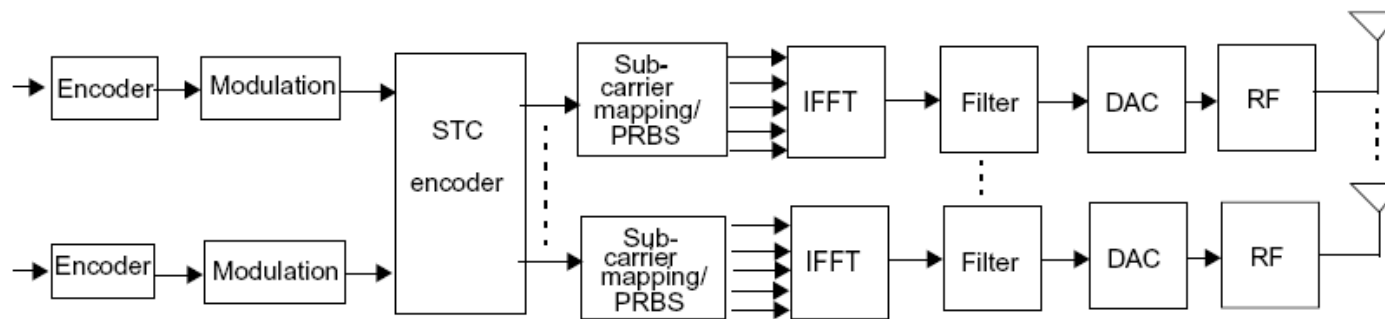 Encoder
Modulation
STC
encoder
Sub-
carrier
mapping/
PRBS
IFFT
Filter
DAC
RF
Encoder
Modulation
Sub-
carrier
mapping/
PRBS
IFFT
Filter
DAC
RF